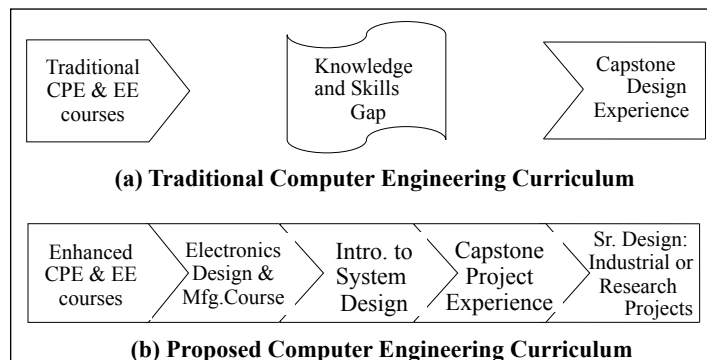 Traditional
CPE & EE
courses
Knowledge
and Skills
Gap
Capstone
Design
Experience
(a) Traditional Computer Engineering Curriculum
Enhanced
CPE & EE
courses
Electronics
Design &
Mfg.Course
Intro. to
System
Design
Capstone
Project
Experience
Sr. Design:
Industrial or
Research
Projects
(b) Proposed Computer Engineering Curriculum